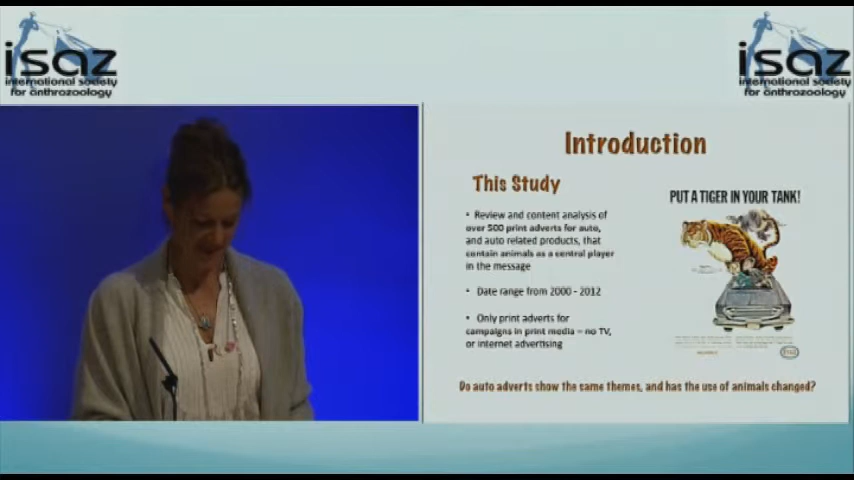 isaz
international society
for anthrozoology
isaz
international society
for anthrozoology
Introduction
This Study
• Review and content analysis of
over 500 print adverts for auto,
and auto related products, that
contain animals as a central player
in the message
• Date range from 2000 - 2012
• Only print adverts for
campaigns in print media – no TV,
or internet advertising
PUT A TIGER IN YOUR TANK!
Do auto adverts show the same themes, and has the use of animals changed?